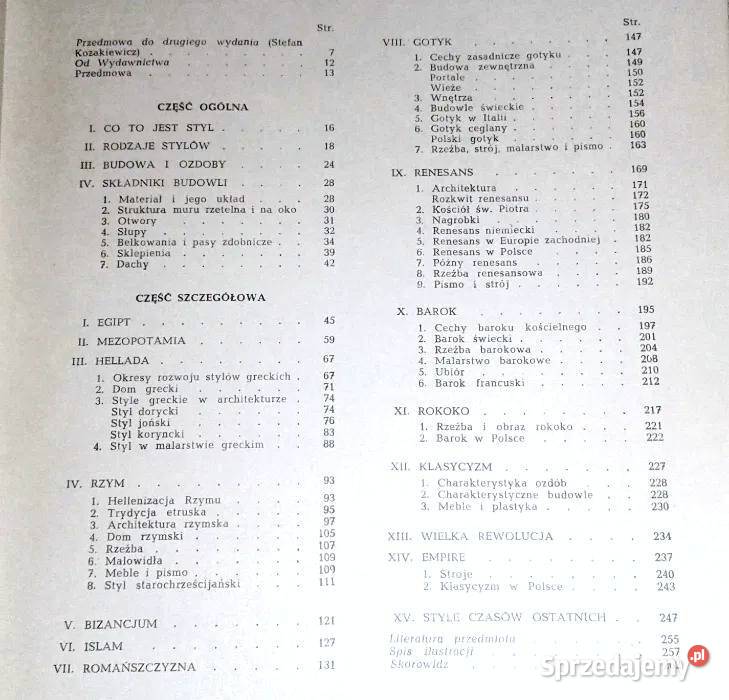 Str.
Przedmowa do drugiego wydania (Stefan
Kozakiewicz) . . . . . . . 7
Od Wydawnictwa . . . . . . 12
Przedmowa . . . . . . . 13
CZĘŚĆ OGÓLNA
I. CO TO JEST STYL . . . . . 16
II. RODZAJE STYLÓW . . . . . 18
III. BUDOWA I OZDOBY . . . . 24
IV. SKŁADNIKI BUDOWLI . . . . 28
1. Materiał i jego układ . . . . 28
2. Struktura muru rzetelna i na oko 30
3. Otwory . . . . . . . 31
4. Słupy . . . . . . . 32
5. Belkowania i pasy zdobnicze . . 34
6. Sklepienia . . . . . . 39
7. Dachy . . . . . . . 42
CZĘŚĆ SZCZEGÓŁOWA
I. EGIPT . . . . . . . 45
II. MEZOPOTAMIA . . . . . 59
III. HELLADA . . . . . . 67
1. Okresy rozwoju stylów greckich . 67
2. Dom grecki . . . . . . 71
3. Style greckie w architekturze . . 74
Styl dorycki . . . . . 74
Styl joński . . . . . 76
Styl koryncki . . . . . 83
4. Styl w malarstwie greckim . . . 88
IV. RZYM . . . . . . . 93
1. Hellenizacja Rzymu . . . . 93
2. Trydycja etruska . . . . . 95
3. Architektura rzymska . . . . 97
4. Dom rzymski . . . . . 105
5. Rzeźba . . . . . . . 107
6. Malowidła . . . . . . 109
7. Meble i pismo . . . . . 109
8. Styl starochrześcijański . . . 111
V. BIZANCJUM . . . . . . 121
VI. ISLAM . . . . . . . 127
VII. ROMAŃSZCZYZNA . . . . . 131
Str.
VIII. GOTYK . . . . . . . 147
1. Cechy zasadnicze gotyku . . . 147
2. Budowa zewnętrzna . . . . 149
Portale . . . . . . 150
Wieże . . . . . . 152
3. Wnętrza . . . . . . 152
4. Budowle świeckie . . . . . 154
5. Gotyk w Italii . . . . . 156
6. Gotyk ceglany . . . . . 160
Polski gotyk . . . . . 160
7. Rzeźba, strój, malarstwo i pismo . 163
IX. RENESANS . . . . . . 169
1. Architektura . . . . . 171
Rozkwit renesansu . . . . 172
2. Kościół św. Piotra . . . . 175
3. Nagrobki . . . . . . 180
4. Renesans niemiecki . . . . 182
5. Renesans w Europie zachodniej . 182
6. Renesans w Polsce . . . . 185
7. Późny renesans . . . . . 186
8. Rzeźba renesansowa . . . . 189
9. Pismo i strój . . . . . 192
X. BAROK . . . . . . . 195
1. Cechy baroku kościelnego . . . 197
2. Barok świecki . . . . . 201
3. Rzeźba barokowa . . . . . 204
4. Malarstwo barokowe . . . . 208
5. Ubiór . . . . . . . 210
6. Barok francuski . . . . . 212
XI. ROKOKO . . . . . . . 217
1. Rzeźba i obraz rokoko . . . . 221
2. Barok w Polsce . . . . . 222
XII. KLASYCYZM . . . . . . 227
1. Charakterystyka ozdób . . . 228
2. Charakterystyczne budowle . . 228
3. Meble i plastyka . . . . . 230
XIII. WIELKA REWOLUCJA . . . . 234
XIV. EMPIRE . . . . . . . 237
1. Stroje . . . . . . . 240
2. Klasycyzm w Polsce . . . . 243
XV. STYLE CZASÓW OSTATNICH . . 247
Literatura przedmiotu . . . . . 255
Spis ilustracji . . . . . . 257
Skorowidz . . . . . .
Sprzedajemy.pl